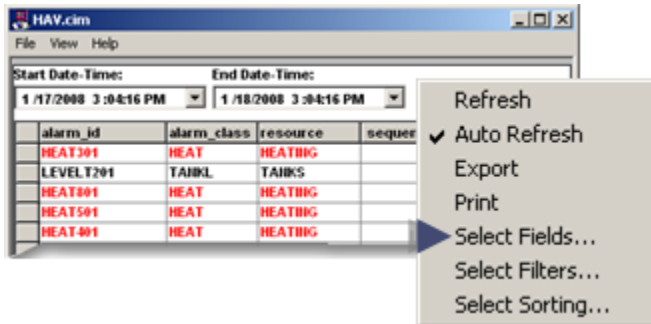 HAV.cim
File View Help
Start Date-Time: End Date-Time:
1 /17/2008 3 :04:16 PM 1 /18/2008 3 :04:16 PM
alarm_id alarm_class resource sequen
HEAT301 HEAT HEATING
LEVELT201 TANKL TANKS
HEAT801 HEAT HEATING
HEAT501 HEAT HEATING
HEAT401 HEAT HEATING
Refresh
Auto Refresh
Export
Print
Select Fields...
Select Filters...
Select Sorting...